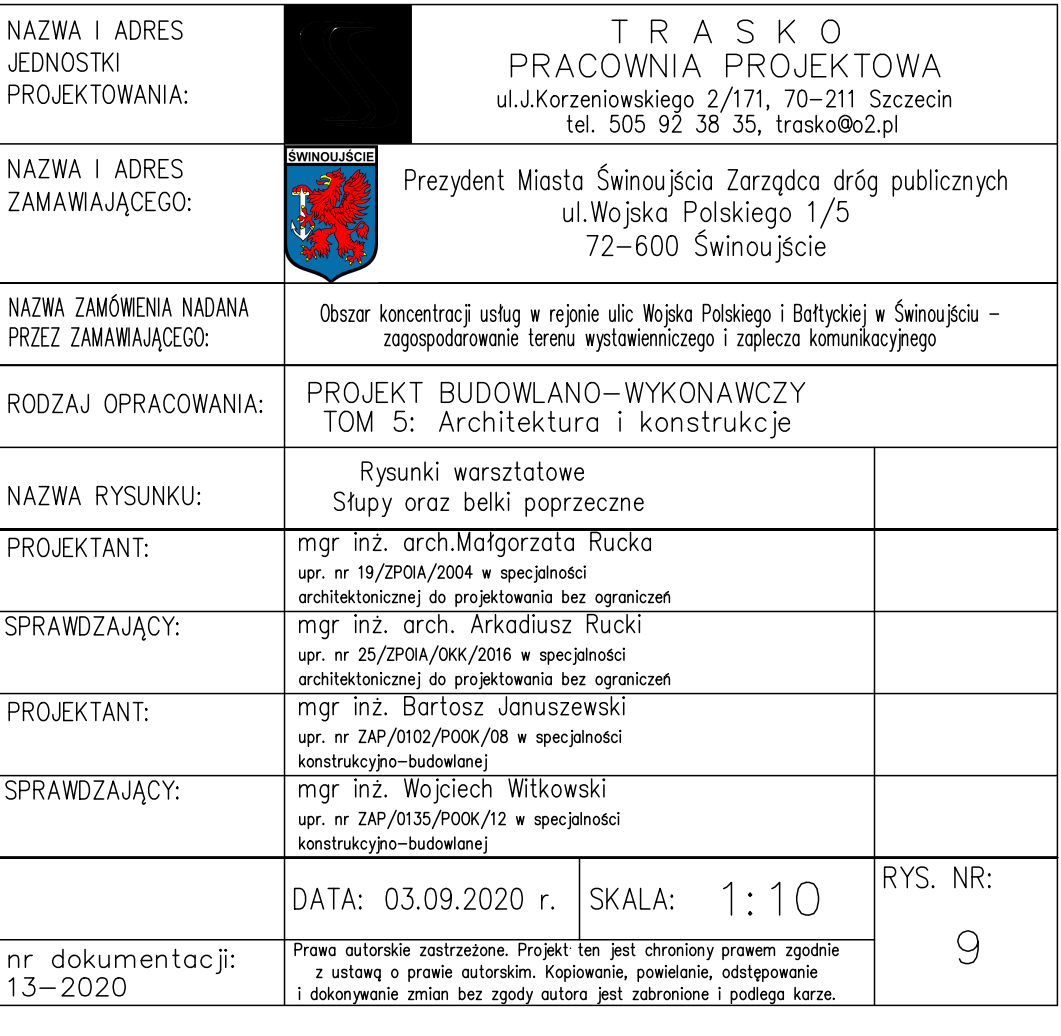 NAZWA I ADRES
JEDNOSTKI
PROJEKTOWANIA:
T R A S K O
PRACOWNIA PROJEKTOWA
ul.J.Korzeniowskiego 2/171, 70-211 Szczecin
tel. 505 92 38 35, trasko@o2.pl
NAZWA I ADRES
ZAMAWIAJĄCEGO:
ŚWINOUJŚCIE
Prezydent Miasta Świnoujścia Zarządca dróg publicznych
ul.Wojska Polskiego 1/5
72-600 Świnoujście
NAZWA ZAMÓWIENIA NADANA
PRZEZ ZAMAWIAJĄCEGO:
Obszar koncentracji usług w rejonie ulic Wojska Polskiego i Bałtyckiej w Świnoujściu -
zagospodarowanie terenu wystawienniczego i zaplecza komunikacyjnego
RODZAJ OPRACOWANIA:
PROJEKT BUDOWLANO-WYKONAWCZY
TOM 5: Architektura i konstrukcje
NAZWA RYSUNKU:
Rysunki warsztatowe
Słupy oraz belki poprzeczne
PROJEKTANT:
mgr inż. arch.Małgorzata Rucka
upr. nr 19/ZPOIA/2004 w specjalności
architektonicznej do projektowania bez ograniczeń
SPRAWDZAJĄCY:
mgr inż. arch. Arkadiusz Rucki
upr. nr 25/ZPOIA/OKK/2016 w specjalności
architektonicznej do projektowania bez ograniczeń
PROJEKTANT:
mgr inż. Bartosz Januszewski
upr. nr ZAP/0102/POOK/08 w specjalności
konstrukcyjno-budowlanej
SPRAWDZAJĄCY:
mgr inż. Wojciech Witkowski
upr. nr ZAP/0135/POOK/12 w specjalności
konstrukcyjno-budowlanej
DATA: 03.09.2020 r.
SKALA: 1:10
RYS. NR:
9
nr dokumentacji:
13-2020
Prawa autorskie zastrzeżone. Projekt ten jest chroniony prawem zgodnie
z ustawą o prawie autorskim. Kopiowanie, powielanie, odstępowanie
i dokonywanie zmian bez zgody autora jest zabronione i podlega karze.